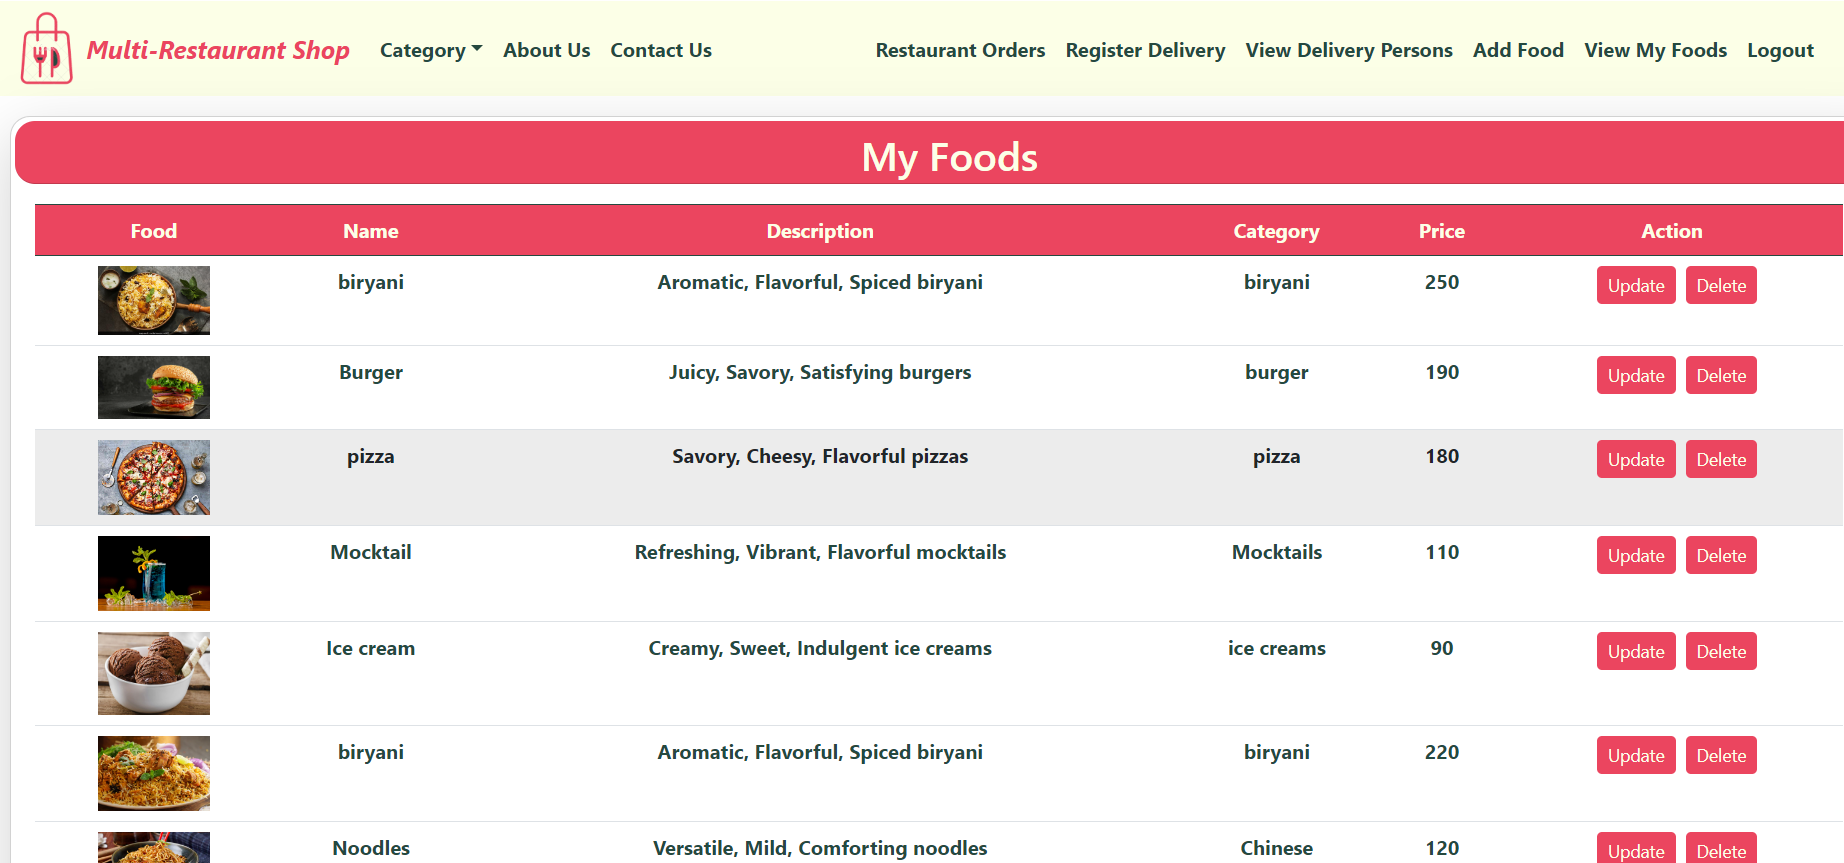 Multi-Restaurant Shop Category About Us Contact Us Restaurant Orders Register Delivery View Delivery Persons Add Food View My Foods Logout
My Foods
Food Name Description Category Price Action
biryani Aromatic, Flavorful, Spiced biryani biryani 250 Update Delete
Burger Juicy, Savory, Satisfying burgers burger 190 Update Delete
pizza Savory, Cheesy, Flavorful pizzas pizza 180 Update Delete
Mocktail Refreshing, Vibrant, Flavorful mocktails Mocktails 110 Update Delete
Ice cream Creamy, Sweet, Indulgent ice creams ice creams 90 Update Delete
biryani Aromatic, Flavorful, Spiced biryani biryani 220 Update Delete
Noodles Versatile, Mild, Comforting noodles Chinese 120 Update Delete